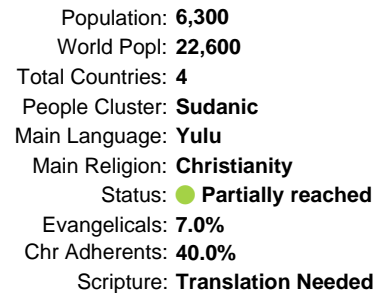 Population: 6,300
World Popl: 22,600
Total Countries: 4
People Cluster: Sudanic
Main Language: Yulu
Main Religion: Christianity
Status: Partially reached
Evangelicals: 7.0%
Chr Adherents: 40.0%
Scripture: Translation Needed